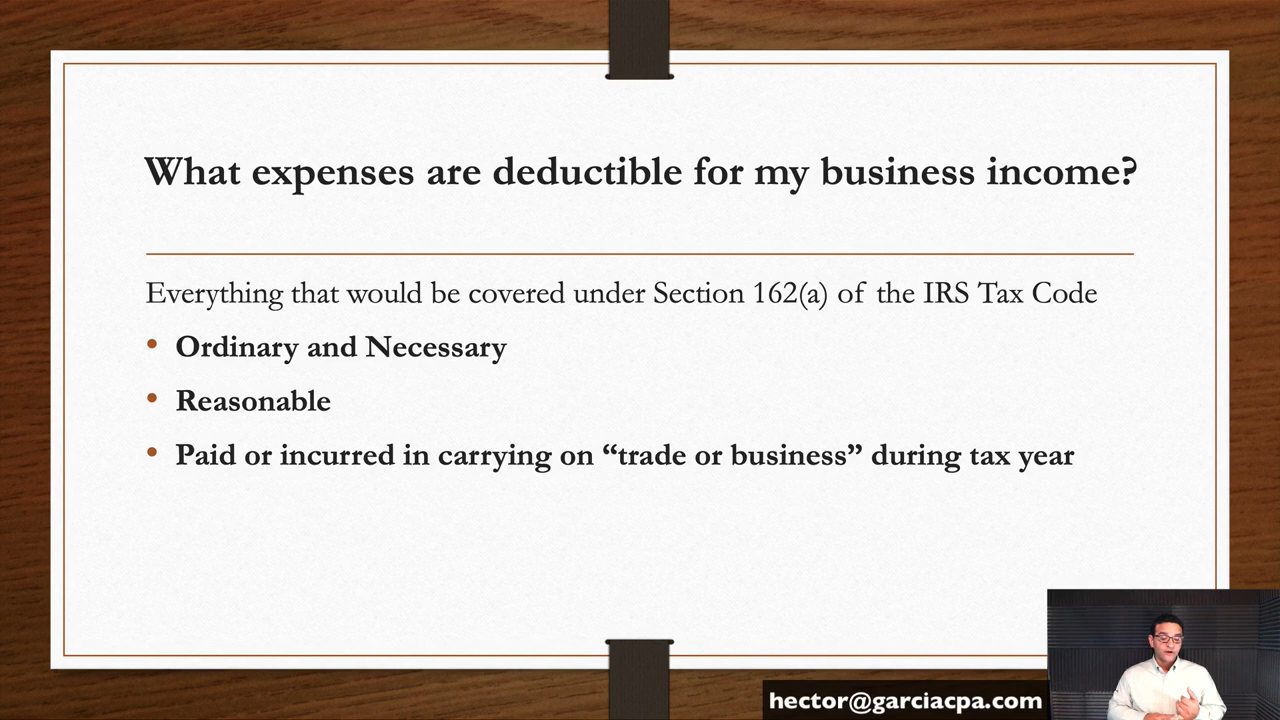 What expenses are deductible for my business income?
Everything that would be covered under Section 162(a) of the IRS Tax Code
• Ordinary and Necessary
• Reasonable
• Paid or incurred in carrying on “trade or business” during tax year
hector@garciacpa.com